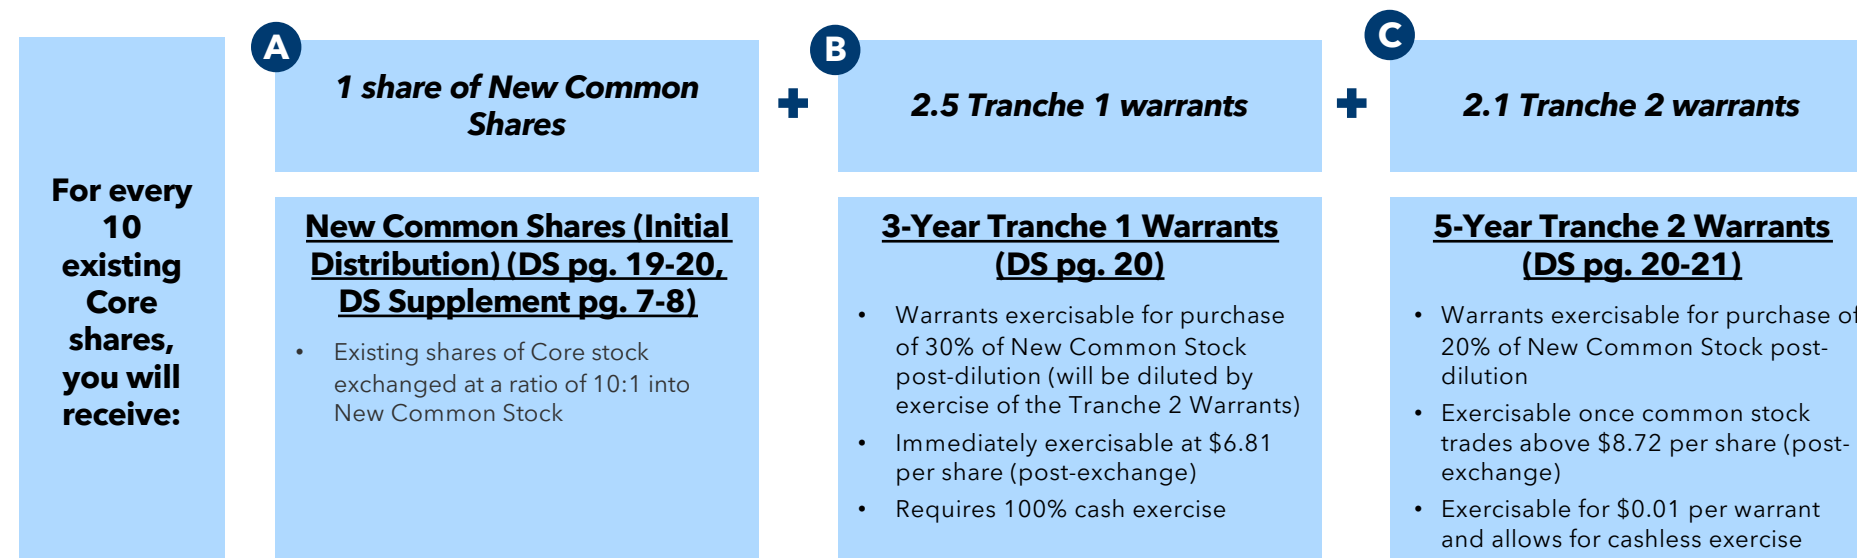 For every
10
existing
Core
shares,
you will
receive:
A
1 share of New Common
Shares
New Common Shares (Initial
Distribution) (DS pg. 19-20,
DS Supplement pg. 7-8)
• Existing shares of Core stock
exchanged at a ratio of 10:1 into
New Common Stock
+
B
2.5 Tranche 1 warrants
3-Year Tranche 1 Warrants
(DS pg. 20)
• Warrants exercisable for purchase
of 30% of New Common Stock
post-dilution (will be diluted by
exercise of the Tranche 2 Warrants)
• Immediately exercisable at $6.81
per share (post-exchange)
• Requires 100% cash exercise
+
C
2.1 Tranche 2 warrants
5-Year Tranche 2 Warrants
(DS pg. 20-21)
• Warrants exercisable for purchase of
20% of New Common Stock post-
dilution
• Exercisable once common stock
trades above $8.72 per share (post-
exchange)
• Exercisable for $0.01 per warrant
and allows for cashless exercise